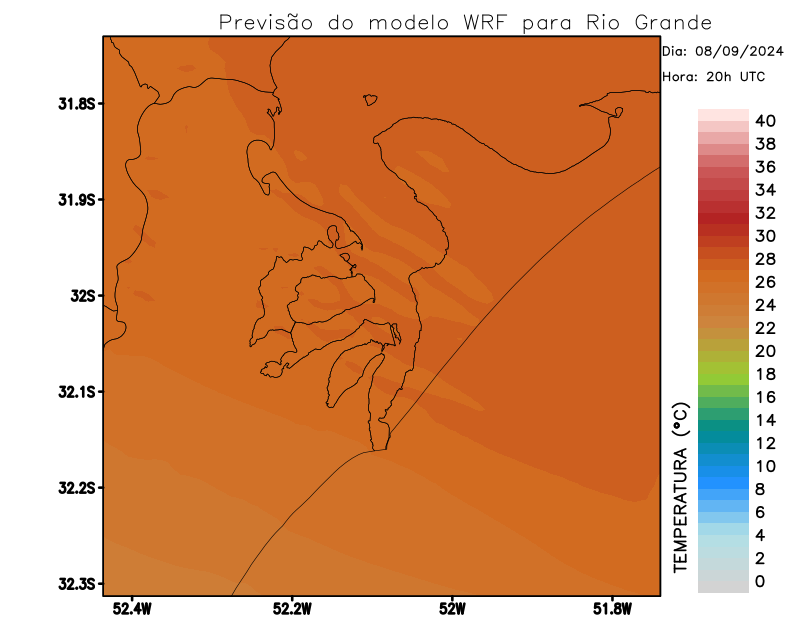 Previsão do modelo WRF para Rio Grande
Dia: 08/09/2024
Hora: 20h UTC
31.8S
31.9S
32S
32.1S
32.2S
32.3S
52.4W
52.2W
52W
51.8W
TEMPERATURA (°C)
40
38
36
34
32
30
28
26
24
22
20
18
16
14
12
10
8
6
4
2
0